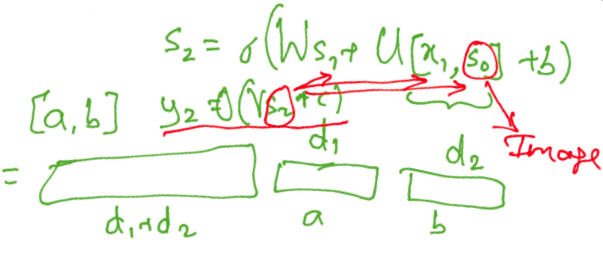 S₂ = σ(WS₁ + U[x₁, s₀] + b)
[a, b] y₂ = O(VS₂ + c)
d₁ d₂ Image
=
d₁+d₂ a b